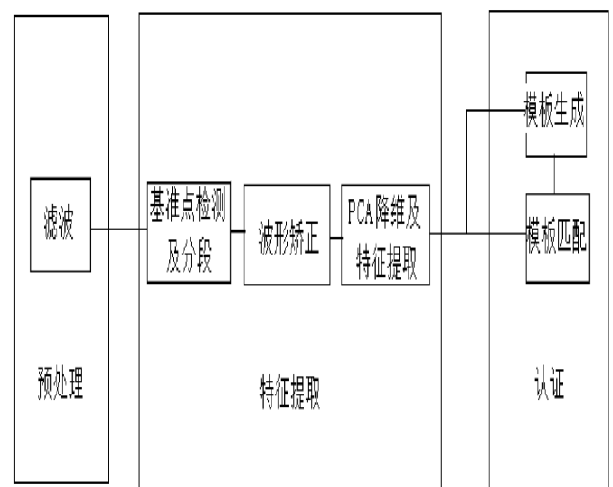 滤波
预处理
基准点检测
及分段
波形矫正
PCA降维及
特征提取
特征提取
模板生成
模板匹配
认证